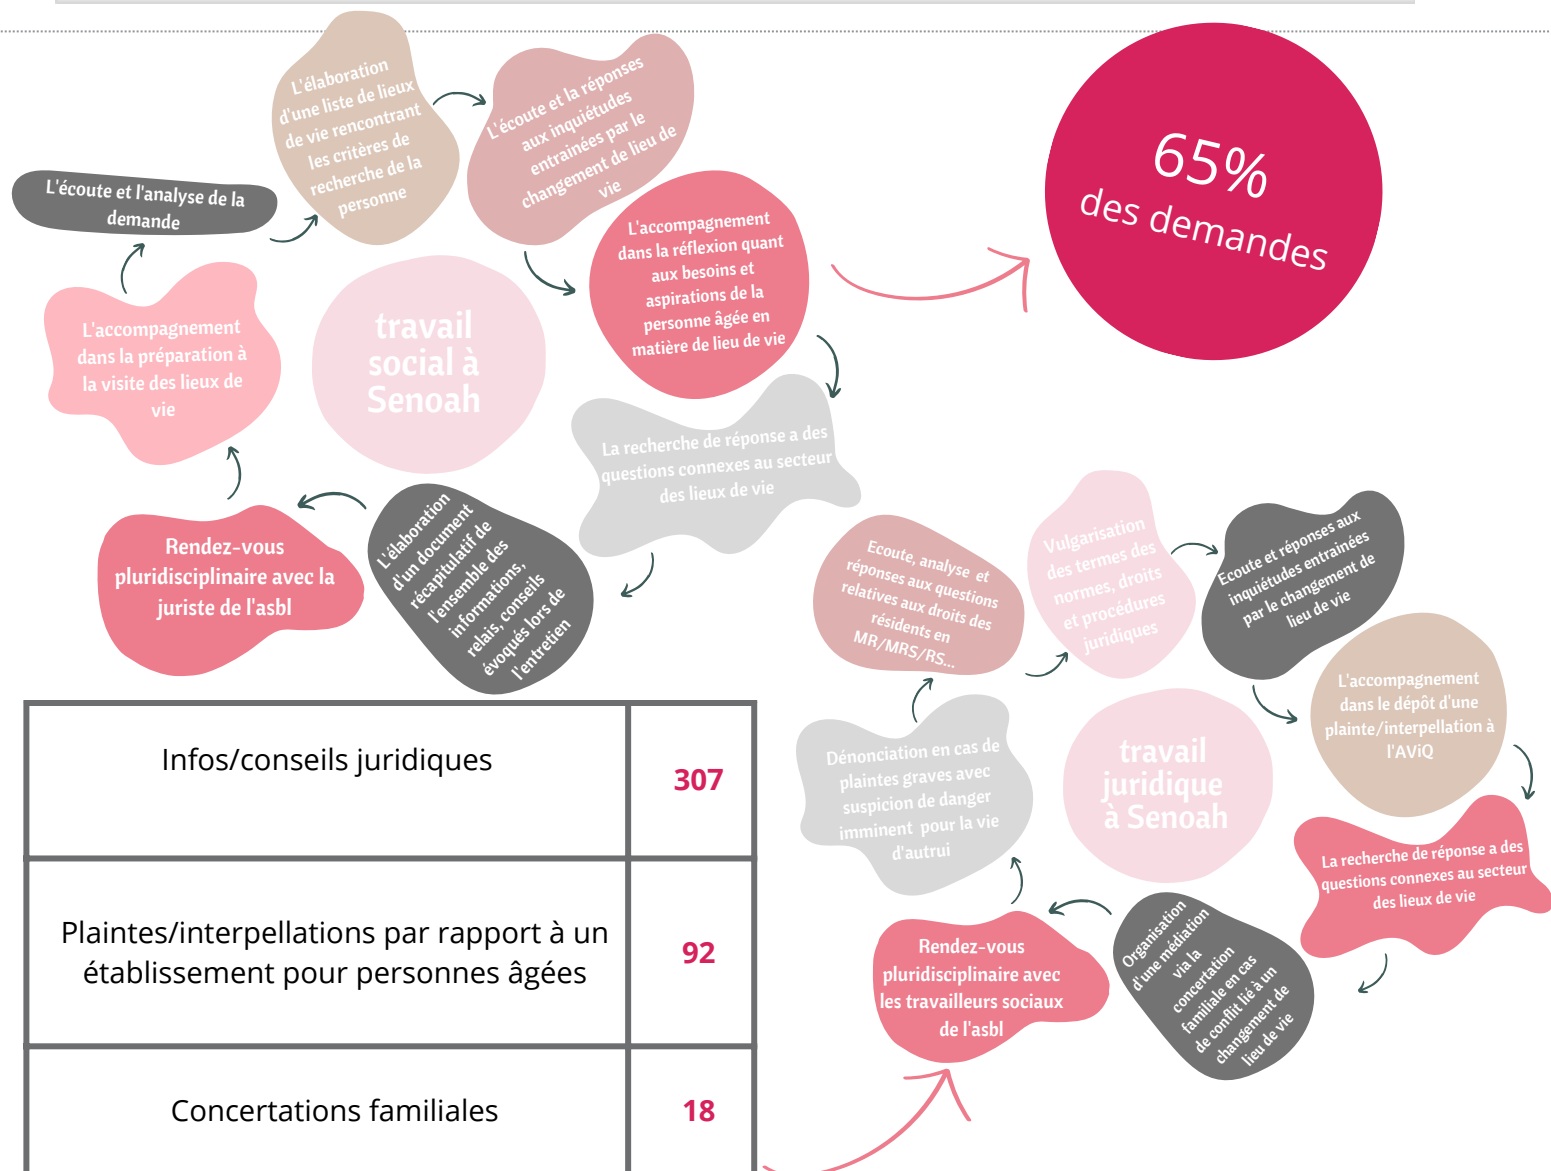 L'élaboration
d'une liste de lieux
de vie rencontrant
les critères de
recherche de la
personne
L'écoute et la réponses
aux inquiétudes
entrainées par le
changement de lieu de
vie
65%
des demandes
L'écoute et l'analyse de la
demande
L'accompagnement
dans la réflexion quant
aux besoins et
aspirations de la
personne âgée en
matière de lieu de vie
L'accompagnement
dans la préparation à
la visite des lieux de
vie
travail
social à
Senoah
La recherche de réponse a des
questions connexes au secteur
des lieux de vie
Rendez-vous
pluridisciplinaire avec la
juriste de l'asbl
L'élaboration
d'un document
récapitulatif de
l'ensemble des
informations,
relais, conseils
évoqués lors de
l'entretien
Ecoute, analyse et
réponses aux questions
relatives aux droits des
résidents en
MR/MRS/RS...
Vulgarisation
des termes des
normes, droits
et procédures
juridiques
Ecoute et réponses aux
inquiétudes entrainées
par le changement de
lieu de vie
L'accompagnement
dans le dépôt d'une
plainte/interpellation à
l'AViQ
Dénonciation en cas de
plaintes graves avec
suspicion de danger
imminent pour la vie
d'autrui
travail
juridique
à Senoah
La recherche de réponse a des
questions connexes au secteur
des lieux de vie
Rendez-vous
pluridisciplinaire avec
les travailleurs sociaux
de l'asbl
Organisation
d'une médiation
via la
concertation
familiale en cas
de conflit lié à un
changement de
lieu de vie
Infos/conseils juridiques
307
Plaintes/interpellations par rapport à un
établissement pour personnes âgées
92
Concertations familiales
18